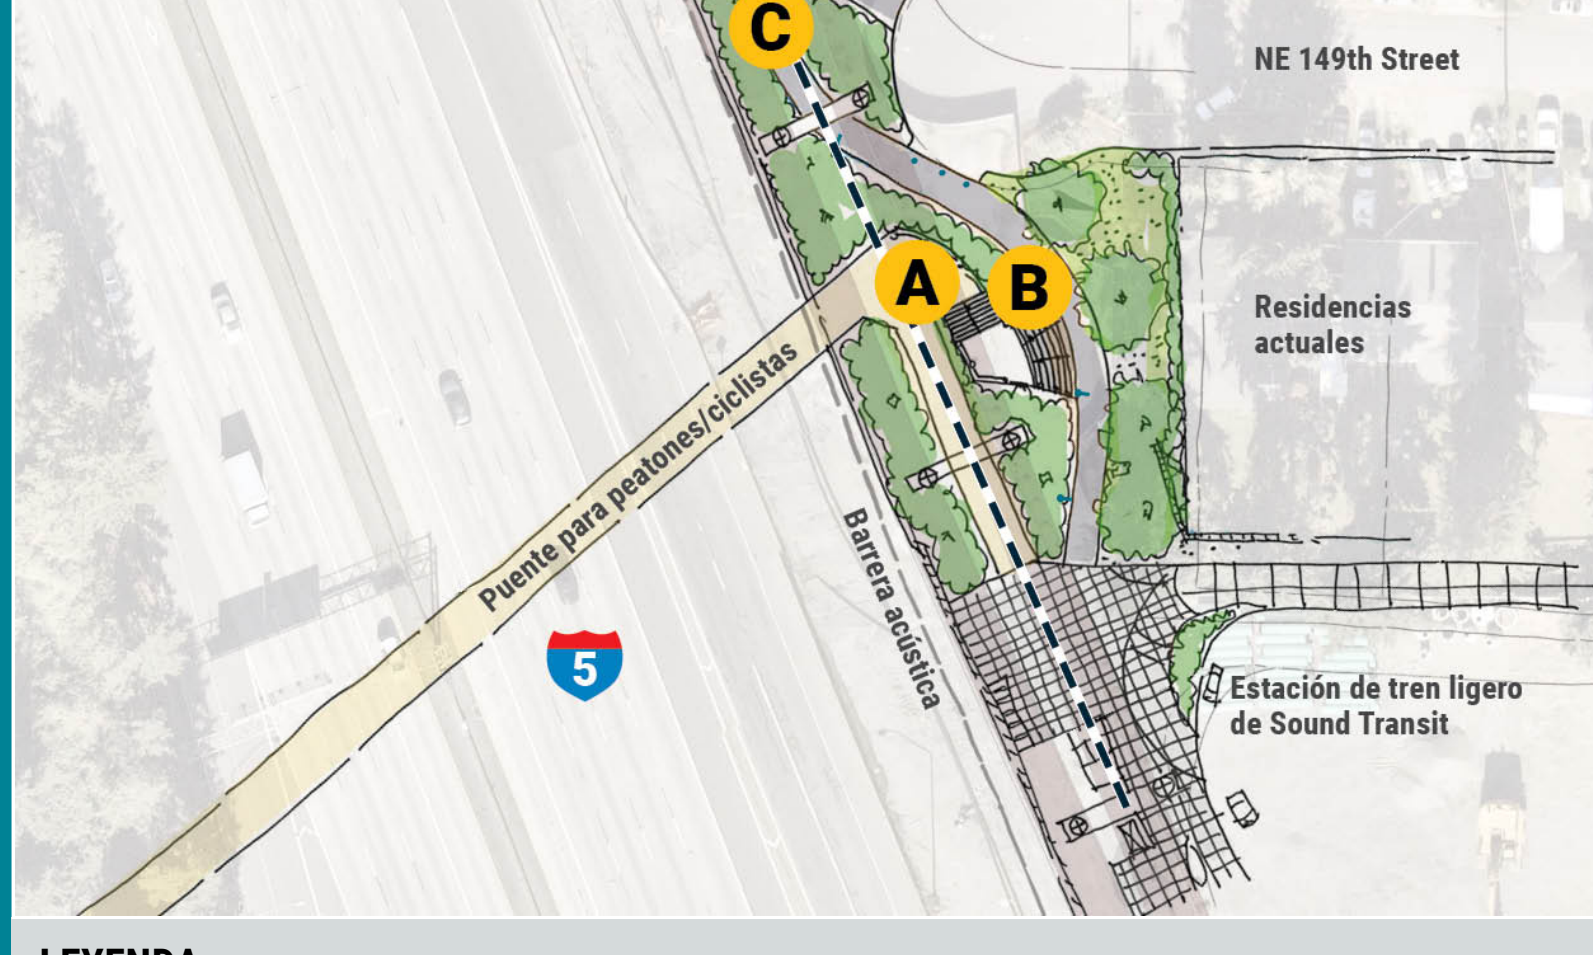 C
NE 149th Street
A
B
Residencias
actuales
Puente para peatones/ciclistas
Barrera acústica
5
Estación de tren ligero
de Sound Transit
LEYENDA